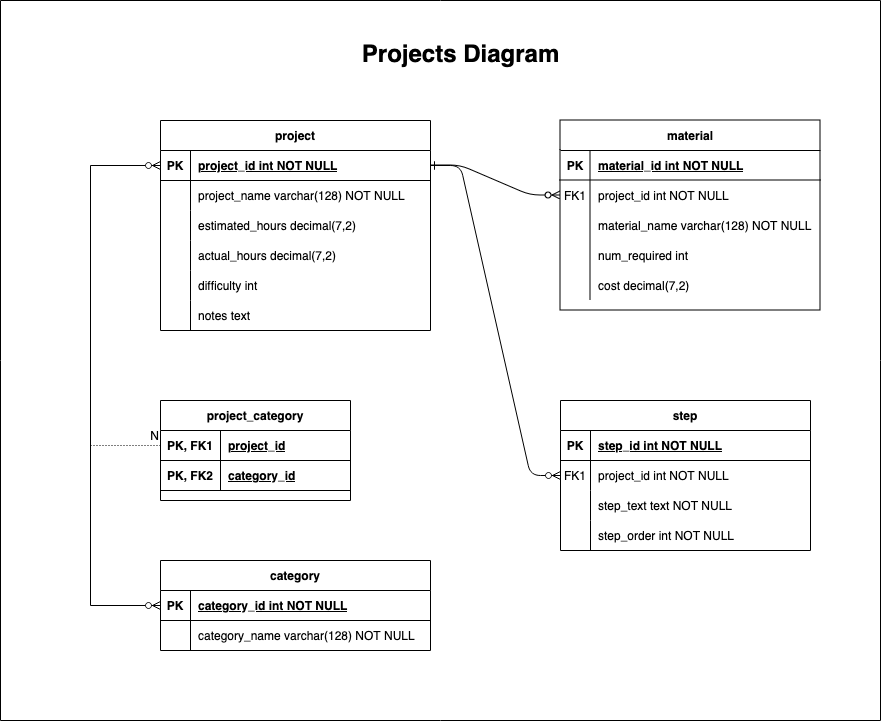 Projects Diagram
project
PK project_id int NOT NULL
project_name varchar(128) NOT NULL
estimated_hours decimal(7,2)
actual_hours decimal(7,2)
difficulty int
notes text
material
PK material_id int NOT NULL
FK1 project_id int NOT NULL
material_name varchar(128) NOT NULL
num_required int
cost decimal(7,2)
project_category
N
PK, FK1 project_id
PK, FK2 category_id
step
PK step_id int NOT NULL
FK1 project_id int NOT NULL
step_text text NOT NULL
step_order int NOT NULL
category
PK category_id int NOT NULL
category_name varchar(128) NOT NULL